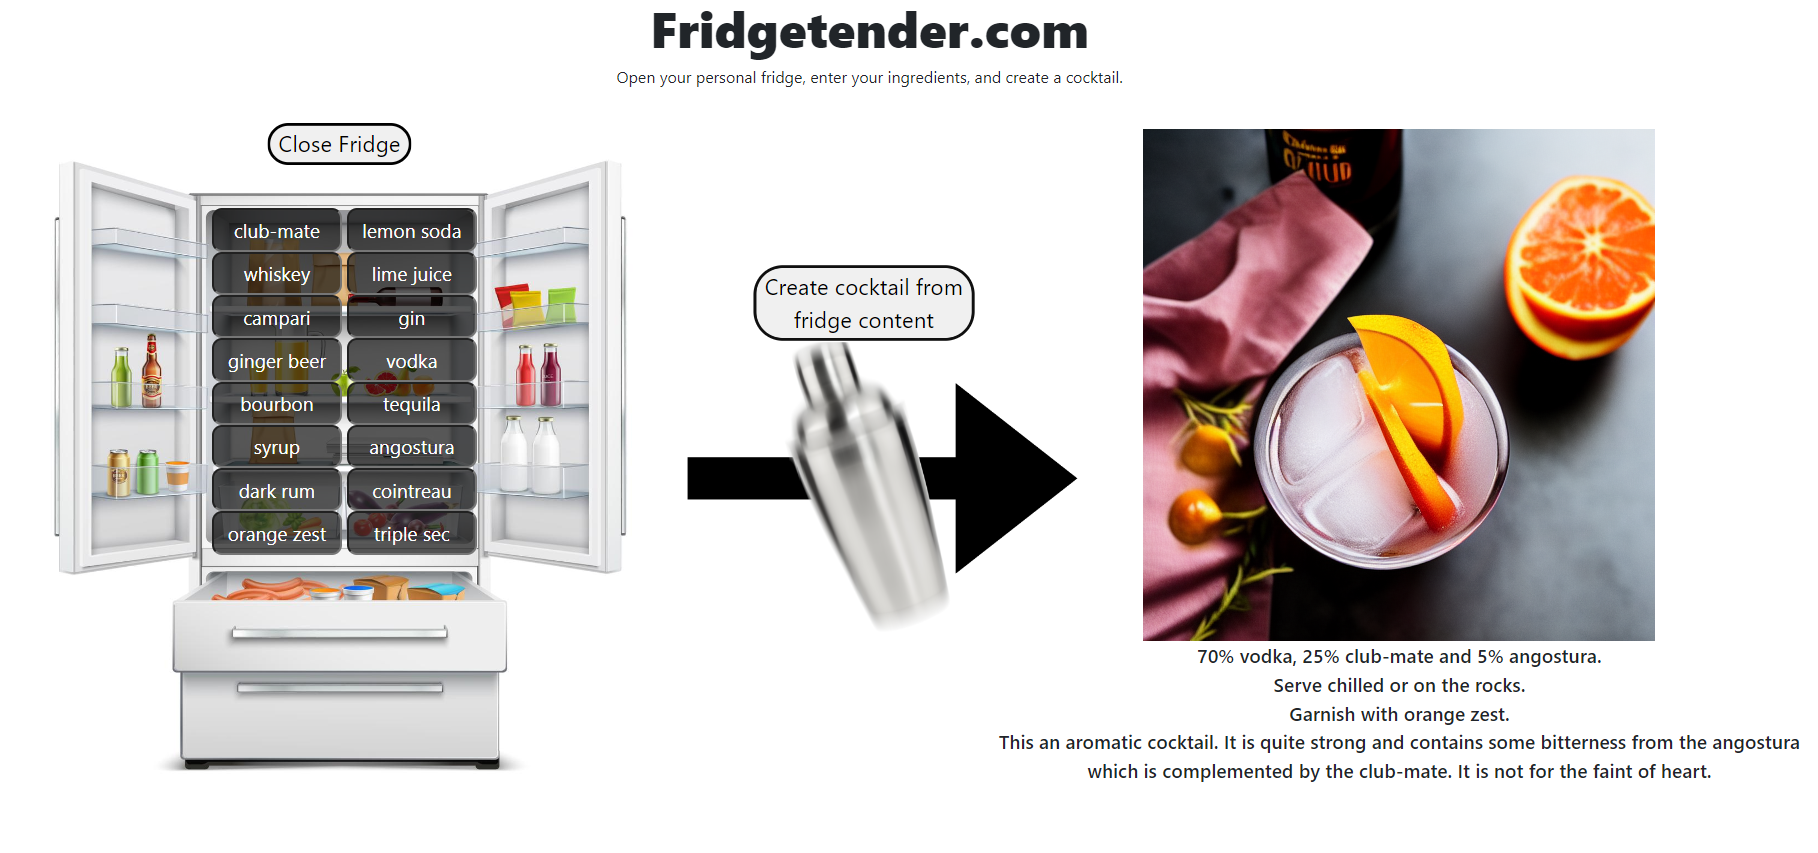 Fridgetender.com
Open your personal fridge, enter your ingredients, and create a cocktail.
Close Fridge
club-mate
lemon soda
whiskey
lime juice
campari
gin
ginger beer
vodka
bourbon
tequila
syrup
angostura
dark rum
cointreau
orange zest
triple sec
Create cocktail from
fridge content
70% vodka, 25% club-mate and 5% angostura.
Serve chilled or on the rocks.
Garnish with orange zest.
This an aromatic cocktail. It is quite strong and contains some bitterness from the angostura
which is complemented by the club-mate. It is not for the faint of heart.